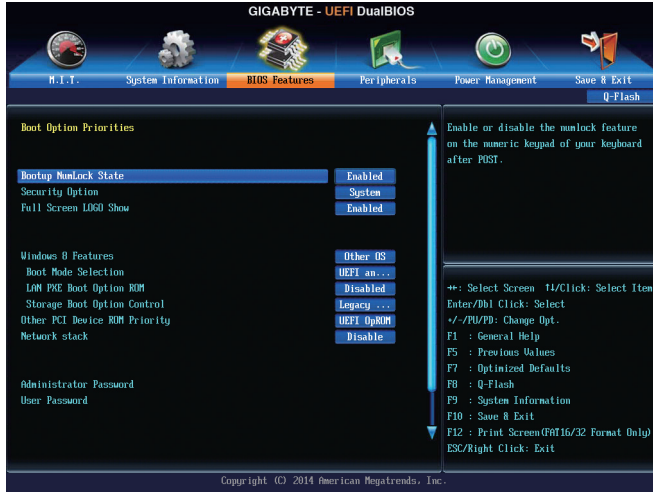 GIGABYTE - UEFI DualBIOS
M.I.T.
System Information
BIOS Features
Peripherals
Power Management
Save & Exit
Q-Flash
Boot Option Priorities
Bootup NumLock State Enabled
Security Option System
Full Screen LOGO Show Enabled
Windows 8 Features Other OS
Boot Mode Selection UEFI an...
LAN PXE Boot Option ROM Disabled
Storage Boot Option Control Legacy ...
Other PCI Device ROM Priority UEFI OpROM
Network stack Disable
Administrator Password
User Password
Enable or disable the numlock feature
on the numeric keypad of your keyboard
after POST.
→←: Select Screen ↑↓/Click: Select Item
Enter/Dbl Click: Select
+/-/PU/PD: Change Opt.
F1 : General Help
F5 : Previous Values
F7 : Optimized Defaults
F8 : Q-Flash
F9 : System Information
F10 : Save & Exit
F12 : Print Screen(FAT16/32 Format Only)
ESC/Right Click: Exit
Copyright (C) 2014 American Megatrends, Inc.